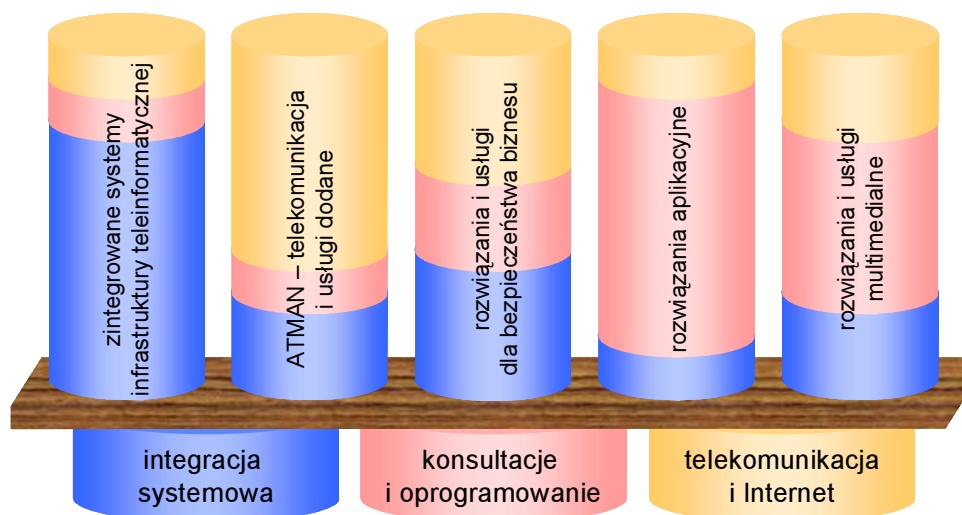 zintegrowane systemy
infrastruktury teleinformatycznej
ATMAN – telekomunikacja
i usługi dodane
rozwiązania i usługi
dla bezpieczeństwa biznesu
rozwiązania aplikacyjne
rozwiązania i usługi
multimedialne
integracja
systemowa
konsultacje
i oprogramowanie
telekomunikacja
i Internet